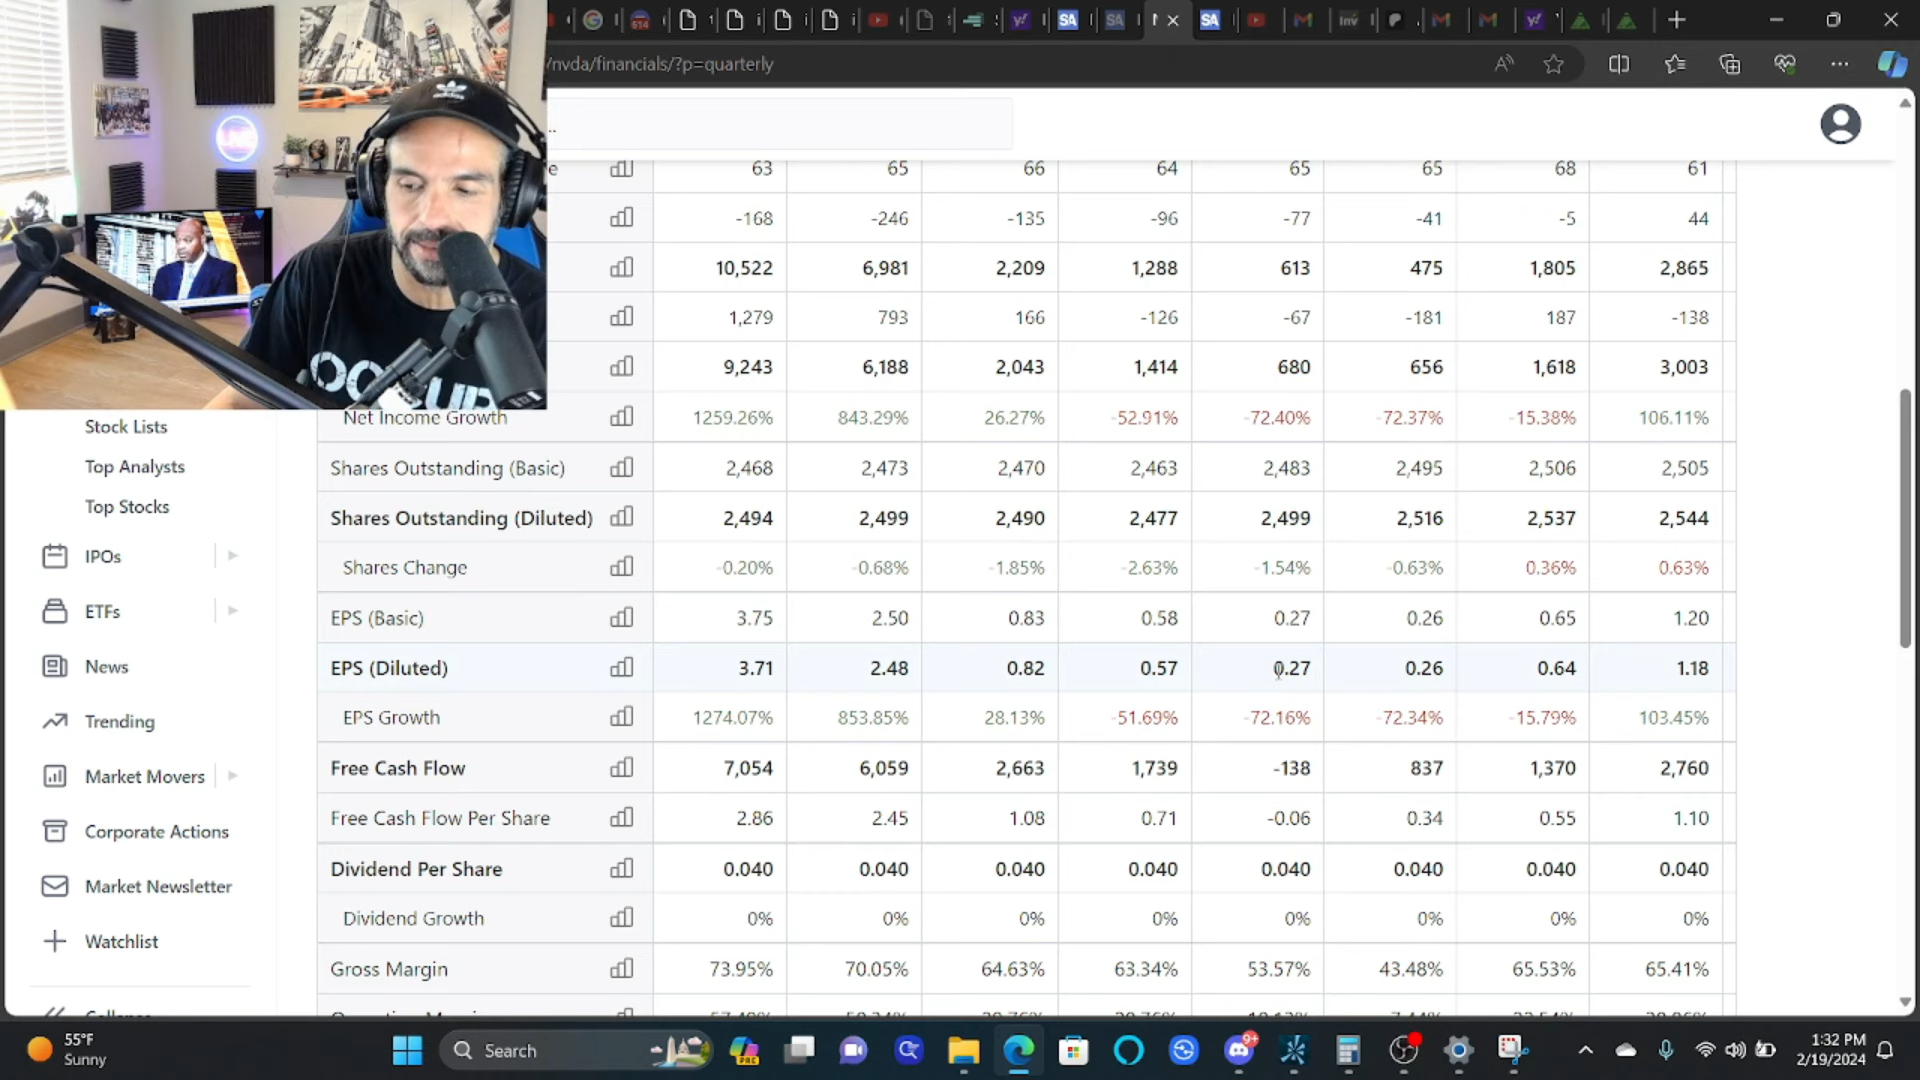 /nvda/financials/?p=quarterly
63 65 66 64 65 65 68 61
-168 -246 -135 -96 -77 -41 -5 44
10,522 6,981 2,209 1,288 613 475 1,805 2,865
1,279 793 166 -126 -67 -181 187 -138
9,243 6,188 2,043 1,414 680 656 1,618 3,003
Net Income Growth 1259.26% 843.29% 26.27% -52.91% -72.40% -72.37% -15.38% 106.11%
Shares Outstanding (Basic) 2,468 2,473 2,470 2,463 2,483 2,495 2,506 2,505
Shares Outstanding (Diluted) 2,494 2,499 2,490 2,477 2,499 2,516 2,537 2,544
Shares Change -0.20% -0.68% -1.85% -2.63% -1.54% -0.63% 0.36% 0.63%
EPS (Basic) 3.75 2.50 0.83 0.58 0.27 0.26 0.65 1.20
EPS (Diluted) 3.71 2.48 0.82 0.57 0.27 0.26 0.64 1.18
EPS Growth 1274.07% 853.85% 28.13% -51.69% -72.16% -72.34% -15.79% 103.45%
Free Cash Flow 7,054 6,059 2,663 1,739 -138 837 1,370 2,760
Free Cash Flow Per Share 2.86 2.45 1.08 0.71 -0.06 0.34 0.55 1.10
Dividend Per Share 0.040 0.040 0.040 0.040 0.040 0.040 0.040 0.040
Dividend Growth 0% 0% 0% 0% 0% 0% 0% 0%
Gross Margin 73.95% 70.05% 64.63% 63.34% 53.57% 43.48% 65.53% 65.41%
Stock Lists
Top Analysts
Top Stocks
IPOs
ETFs
News
Trending
Market Movers
Corporate Actions
Market Newsletter
Watchlist
55°F
Sunny
Search
1:32 PM
2/19/2024